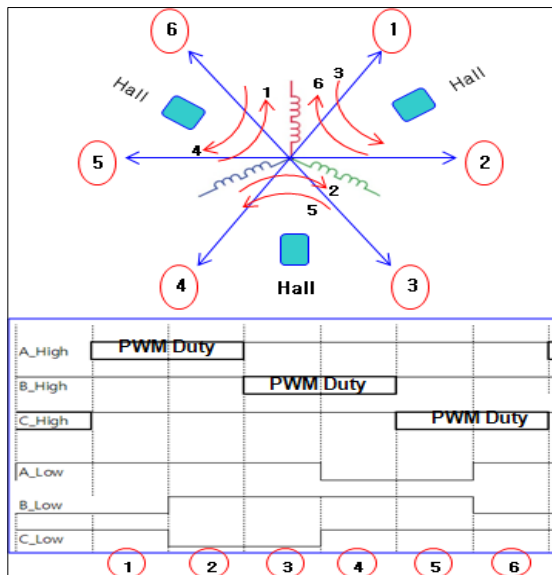 6
1
Hall
1
6
3
Hall
5
4
2
2
5
4
Hall
3
A_High
PWM Duty
B_High
PWM Duty
C_High
PWM Duty
A_Low
B_Low
C_Low
1
2
3
4
5
6